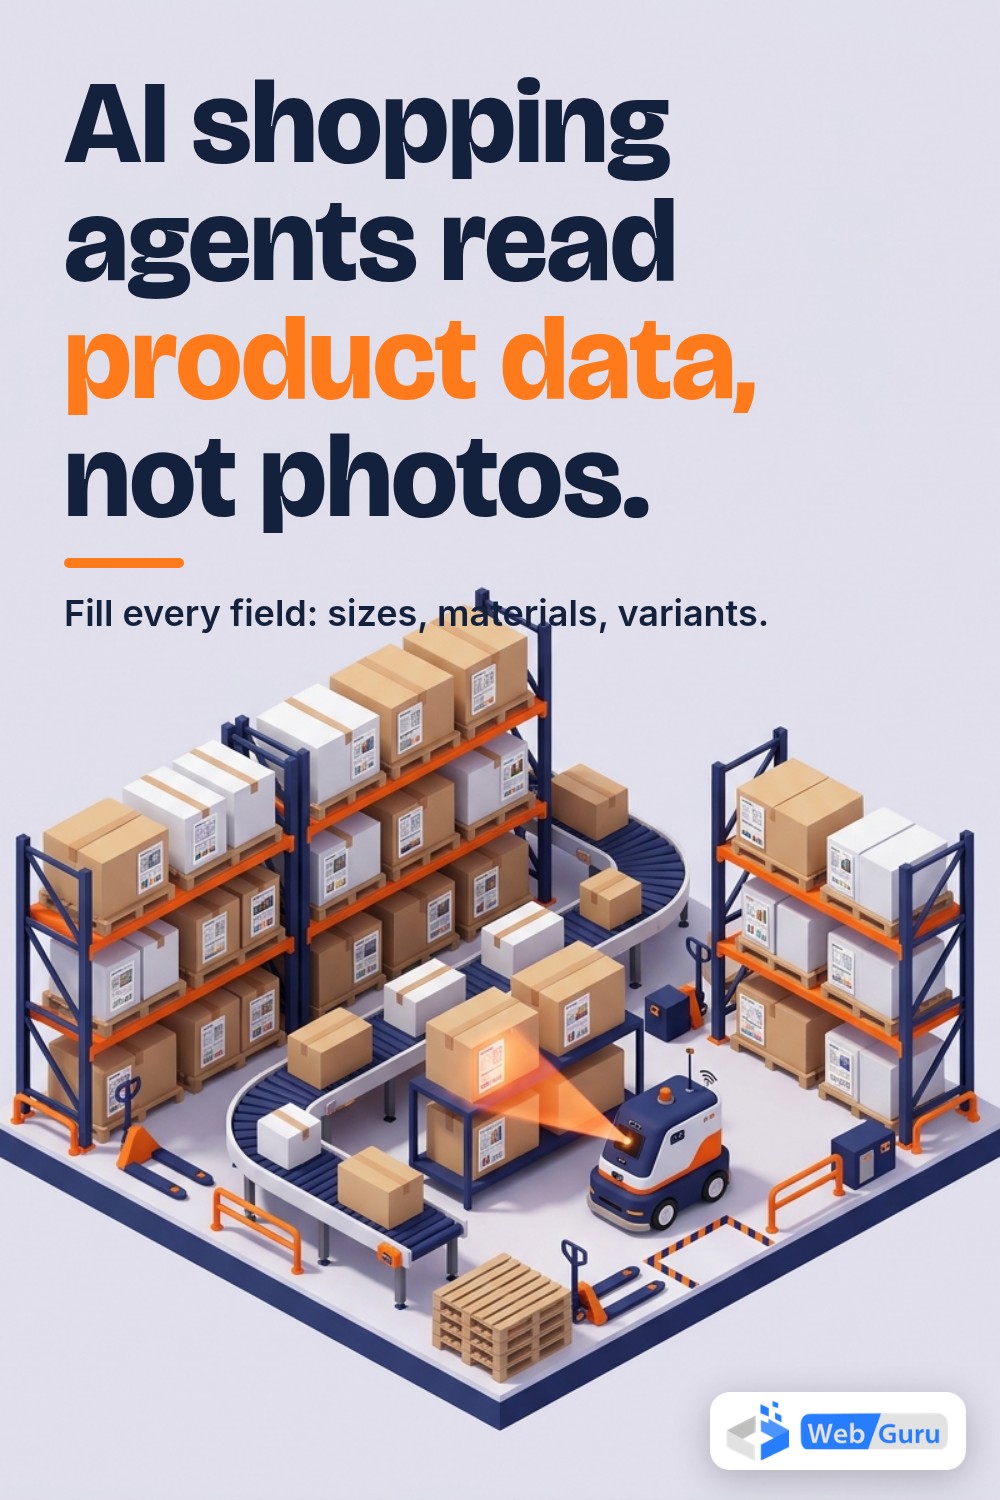 AI shopping
agents read
product data,
not photos.
Fill every field: sizes, materials, variants.
Web Guru